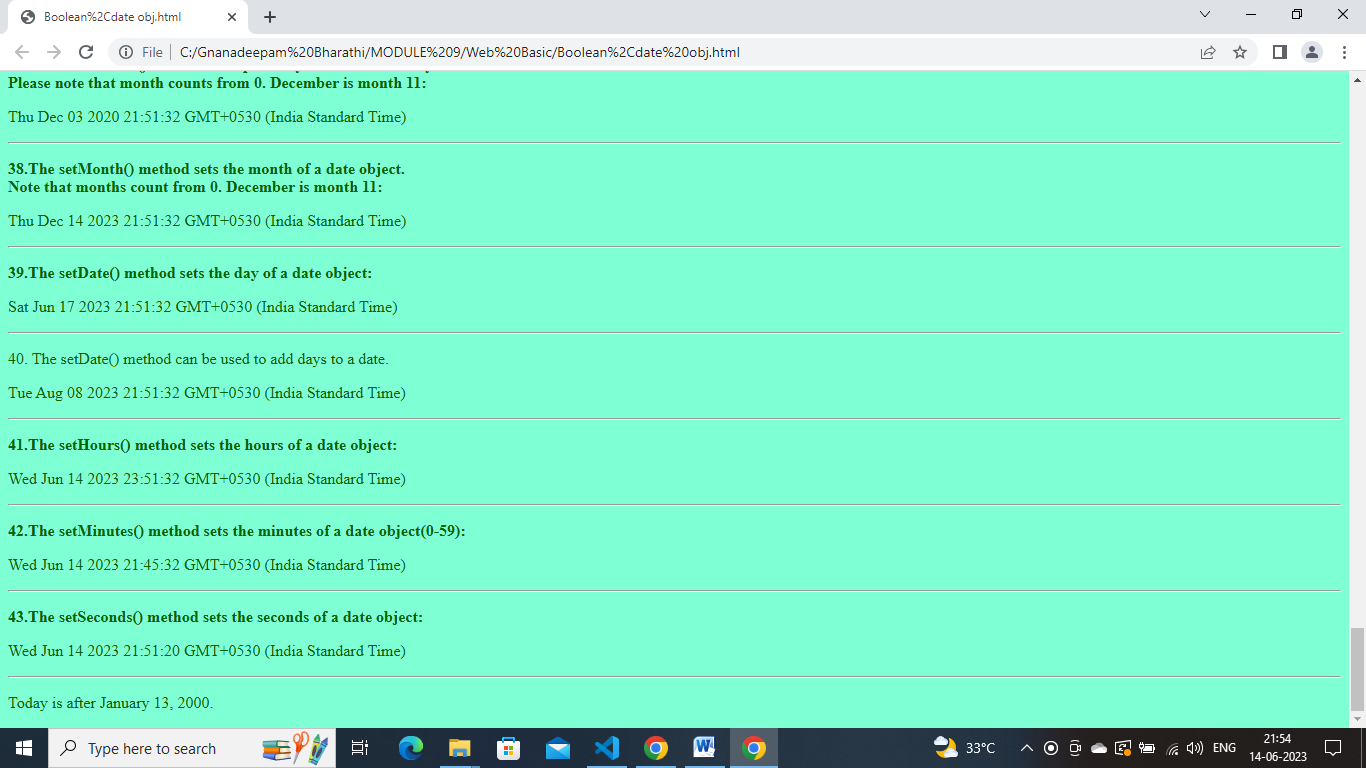 Boolean%2Cdate obj.html
File
C:/Gnanadeepam%20Bharathi/MODULE%209/Web%20Basic/Boolean%2Cdate%20obj.html
Please note that month counts from 0. December is month 11:
Thu Dec 03 2020 21:51:32 GMT+0530 (India Standard Time)
38.The setMonth() method sets the month of a date object.
Note that months count from 0. December is month 11:
Thu Dec 14 2023 21:51:32 GMT+0530 (India Standard Time)
39.The setDate() method sets the day of a date object:
Sat Jun 17 2023 21:51:32 GMT+0530 (India Standard Time)
40. The setDate() method can be used to add days to a date.
Tue Aug 08 2023 21:51:32 GMT+0530 (India Standard Time)
41.The setHours() method sets the hours of a date object:
Wed Jun 14 2023 23:51:32 GMT+0530 (India Standard Time)
42.The setMinutes() method sets the minutes of a date object(0-59):
Wed Jun 14 2023 21:45:32 GMT+0530 (India Standard Time)
43.The setSeconds() method sets the seconds of a date object:
Wed Jun 14 2023 21:51:20 GMT+0530 (India Standard Time)
Today is after January 13, 2000.
Type here to search
33°C
ENG
21:54
14-06-2023